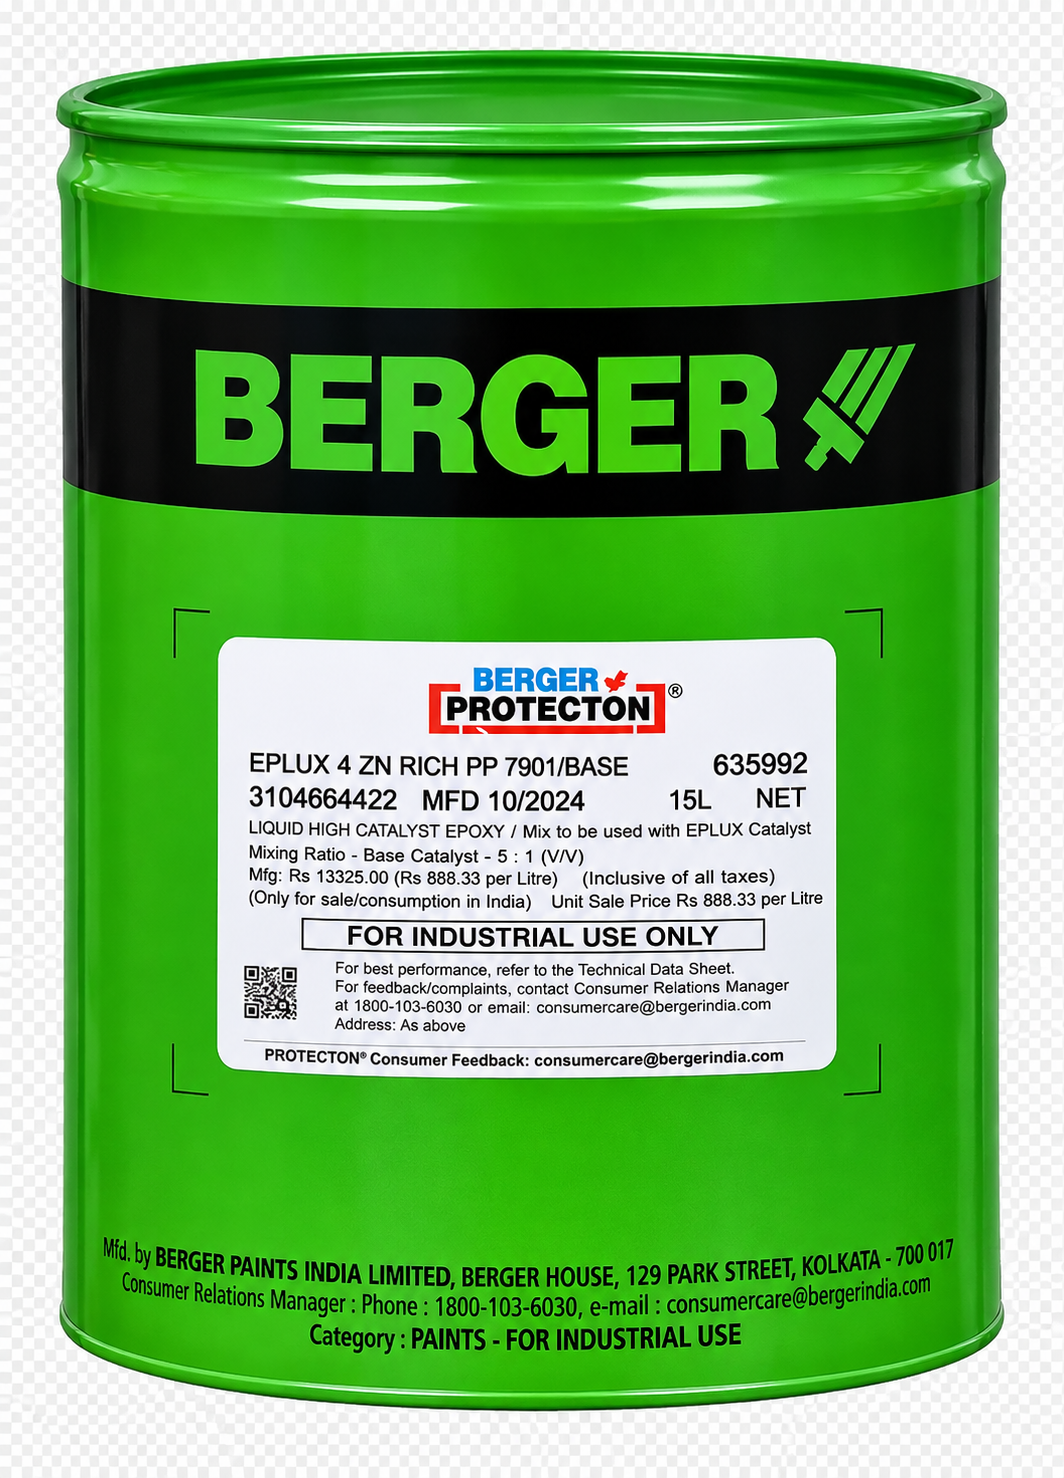 BERGER
BERGER
PROTECTON ®
EPLUX 4 ZN RICH PP 7901/BASE 635992
3104664422 MFD 10/2024 15L NET
LIQUID HIGH CATALYST EPOXY / Mix to be used with EPLUX Catalyst
Mixing Ratio - Base Catalyst - 5 : 1 (V/V)
Mfg: Rs 13325.00 (Rs 888.33 per Litre) (Inclusive of all taxes)
(Only for sale/consumption in India) Unit Sale Price Rs 888.33 per Litre
FOR INDUSTRIAL USE ONLY
For best performance, refer to the Technical Data Sheet.
For feedback/complaints, contact Consumer Relations Manager
at 1800-103-6030 or email: consumercare@bergerindia.com
Address: As above
PROTECTON® Consumer Feedback: consumercare@bergerindia.com
Mfd. by BERGER PAINTS INDIA LIMITED, BERGER HOUSE, 129 PARK STREET, KOLKATA - 700 017
Consumer Relations Manager : Phone : 1800-103-6030, e-mail : consumercare@bergerindia.com
Category : PAINTS - FOR INDUSTRIAL USE